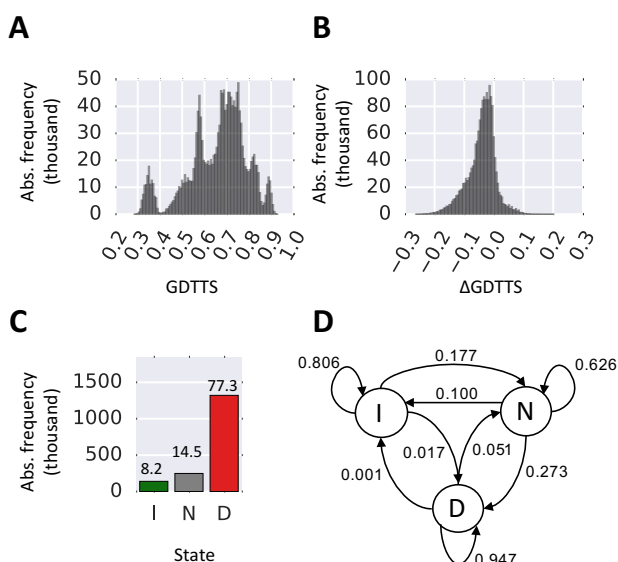 A
B
Abs. frequency
(thousand)
50
40
30
20
10
0
0.2
0.3
0.4
0.5
0.6
0.7
0.8
0.9
1.0
GDTTS
Abs. frequency
(thousand)
100
80
60
40
20
0
−0.3
−0.2
−0.1
0.0
0.1
0.2
0.3
ΔGDTTS
C
D
Abs. frequency
(thousand)
1500
1000
500
0
8.2
14.5
77.3
I N D
State
0.806
0.177
0.626
I
0.100
N
0.017
0.051
0.001
0.273
D
0.947